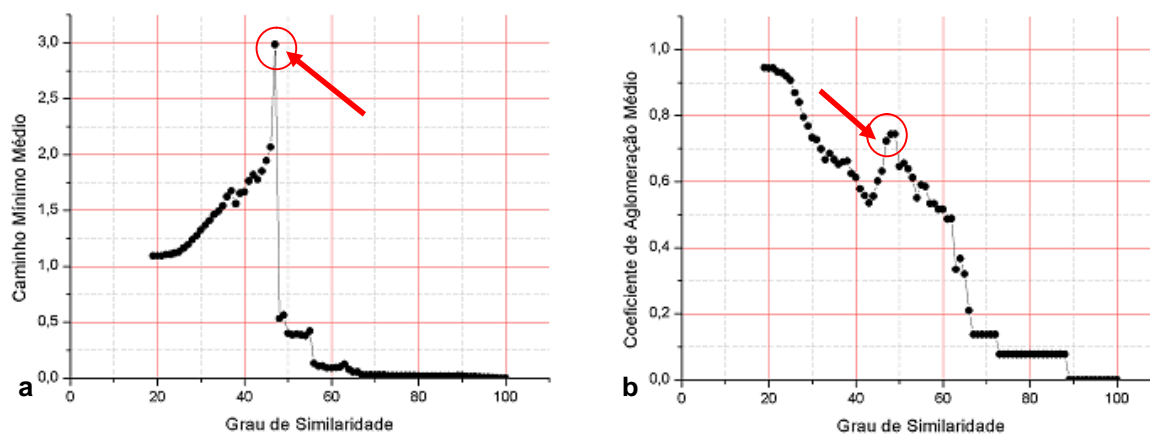 3,0
2,5
2,0
1,5
1,0
0,5
0,0
0 20 40 60 80 100
Caminho Mínimo Médio
Grau de Similaridade
a
1,0
0,8
0,6
0,4
0,2
0,0
0 20 40 60 80 100
Coeficiente de Aglomeração Médio
Grau de Similaridade
b